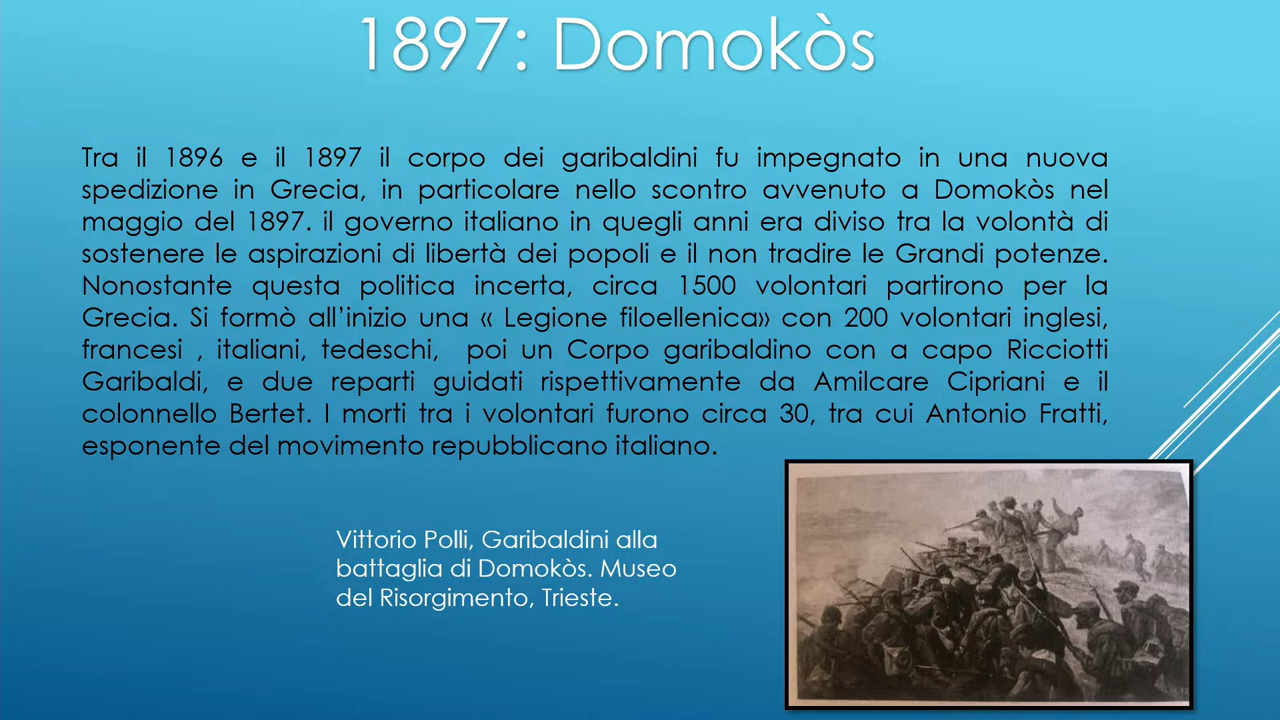 1897: Domokòs
Tra il 1896 e il 1897 il corpo dei garibaldini fu impegnato in una nuova
spedizione in Grecia, in particolare nello scontro avvenuto a Domokòs nel
maggio del 1897. il governo italiano in quegli anni era diviso tra la volontà di
sostenere le aspirazioni di libertà dei popoli e il non tradire le Grandi potenze.
Nonostante questa politica incerta, circa 1500 volontari partirono per la
Grecia. Si formò all’inizio una « Legione filoellenica» con 200 volontari inglesi,
francesi , italiani, tedeschi,  poi un Corpo garibaldino con a capo Ricciotti
Garibaldi, e due reparti guidati rispettivamente da Amilcare Cipriani e il
colonnello Bertet. I morti tra i volontari furono circa 30, tra cui Antonio Fratti,
esponente del movimento repubblicano italiano.
Vittorio Polli, Garibaldini alla
battaglia di Domokòs. Museo
del Risorgimento, Trieste.